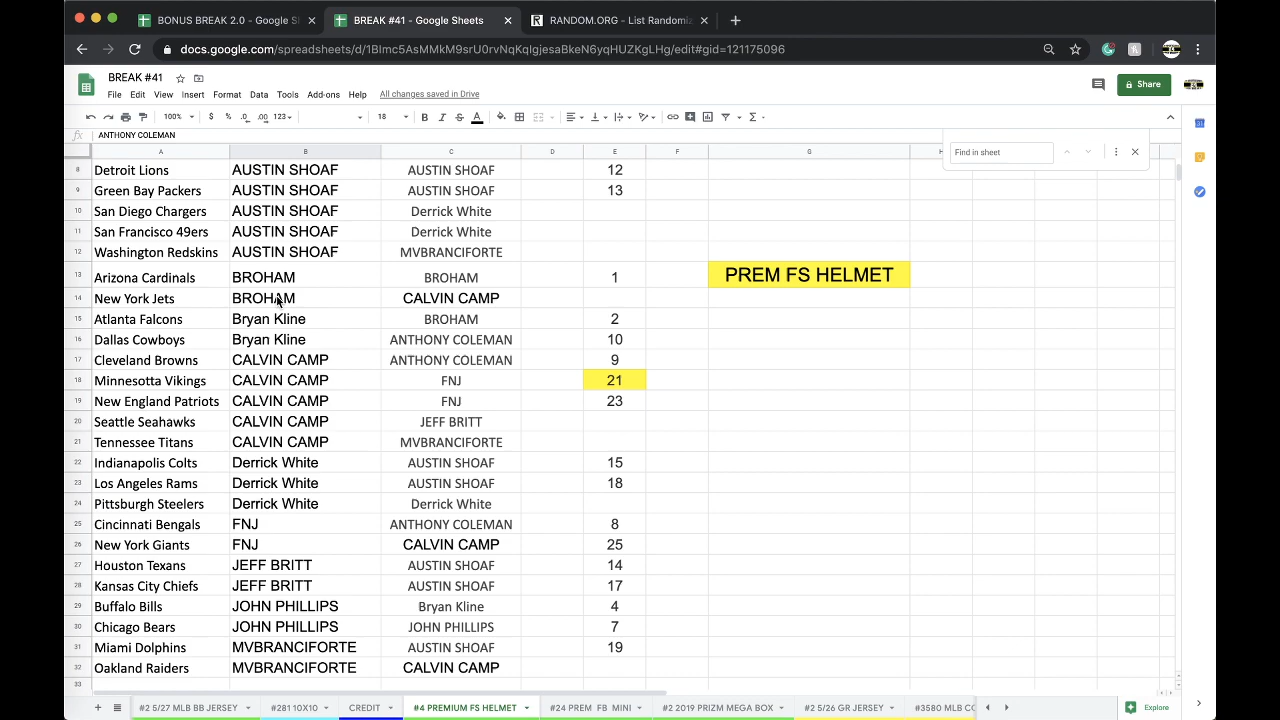 BONUS BREAK 2.0 - Google S
BREAK #41 - Google Sheets
RANDOM.ORG - List Randomi
docs.google.com/spreadsheets/d/1BImc5AsMMkM9srU0rvNqKqIgjesaBkeN6yqHUZKgLHg/edit#gid=121175096
BREAK #41
File Edit View Insert Format Data Tools Add-ons Help All changes saved in Drive
Share
100% $ % .0 .00 123 18 B I S A
fx ANTHONY COLEMAN
Find in sheet
A B C D E F G
8 Detroit Lions AUSTIN SHOAF AUSTIN SHOAF 12
9 Green Bay Packers AUSTIN SHOAF AUSTIN SHOAF 13
10 San Diego Chargers AUSTIN SHOAF Derrick White
11 San Francisco 49ers AUSTIN SHOAF Derrick White
12 Washington Redskins AUSTIN SHOAF MVBRANCIFORTE
13 Arizona Cardinals BROHAM BROHAM 1 PREM FS HELMET
14 New York Jets BROHAM CALVIN CAMP
15 Atlanta Falcons Bryan Kline BROHAM 2
16 Dallas Cowboys Bryan Kline ANTHONY COLEMAN 10
17 Cleveland Browns CALVIN CAMP ANTHONY COLEMAN 9
18 Minnesotta Vikings CALVIN CAMP FNJ 21
19 New England Patriots CALVIN CAMP FNJ 23
20 Seattle Seahawks CALVIN CAMP JEFF BRITT
21 Tennessee Titans CALVIN CAMP MVBRANCIFORTE
22 Indianapolis Colts Derrick White AUSTIN SHOAF 15
23 Los Angeles Rams Derrick White AUSTIN SHOAF 18
24 Pittsburgh Steelers Derrick White Derrick White
25 Cincinnati Bengals FNJ ANTHONY COLEMAN 8
26 New York Giants FNJ CALVIN CAMP 25
27 Houston Texans JEFF BRITT AUSTIN SHOAF 14
28 Kansas City Chiefs JEFF BRITT AUSTIN SHOAF 17
29 Buffalo Bills JOHN PHILLIPS Bryan Kline 4
30 Chicago Bears JOHN PHILLIPS JOHN PHILLIPS 7
31 Miami Dolphins MVBRANCIFORTE AUSTIN SHOAF 19
32 Oakland Raiders MVBRANCIFORTE CALVIN CAMP
33
#2 5/27 MLB BB JERSEY #281 10X10 CREDIT #4 PREMIUM FS HELMET #24 PREM FB MINI #2 2019 PRIZM MEGA BOX #2 5/26 GR JERSEY #3580 MLB CO
Explore